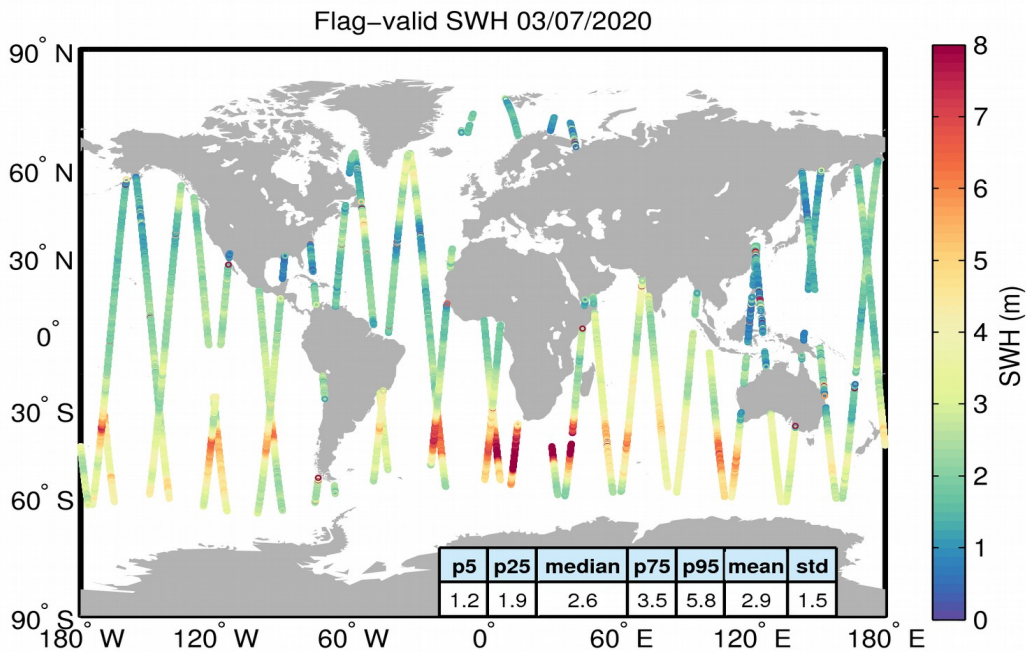 Flag−valid SWH 03/07/2020
90° N
60° N
30° N
0°
30° S
60° S
90° S
180° W
120° W
60° W
0°
60° E
120° E
180° E
p5 p25 median p75 p95 mean std
1.2 1.9 2.6 3.5 5.8 2.9 1.5
8
7
6
5
4
3
2
1
0
SWH (m)